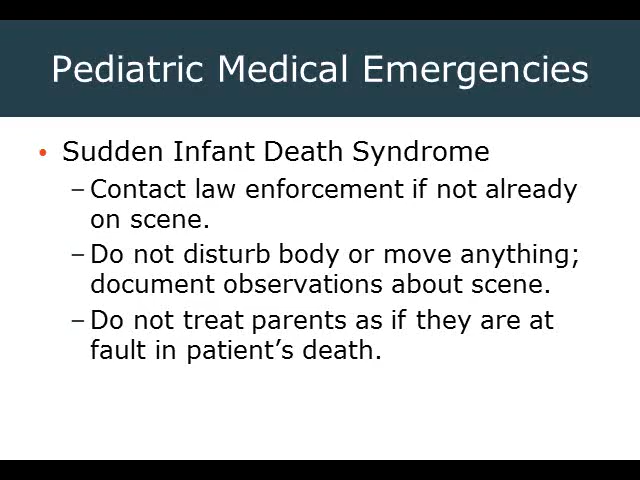 Pediatric Medical Emergencies
• Sudden Infant Death Syndrome
– Contact law enforcement if not already
on scene.
– Do not disturb body or move anything;
document observations about scene.
– Do not treat parents as if they are at
fault in patient’s death.